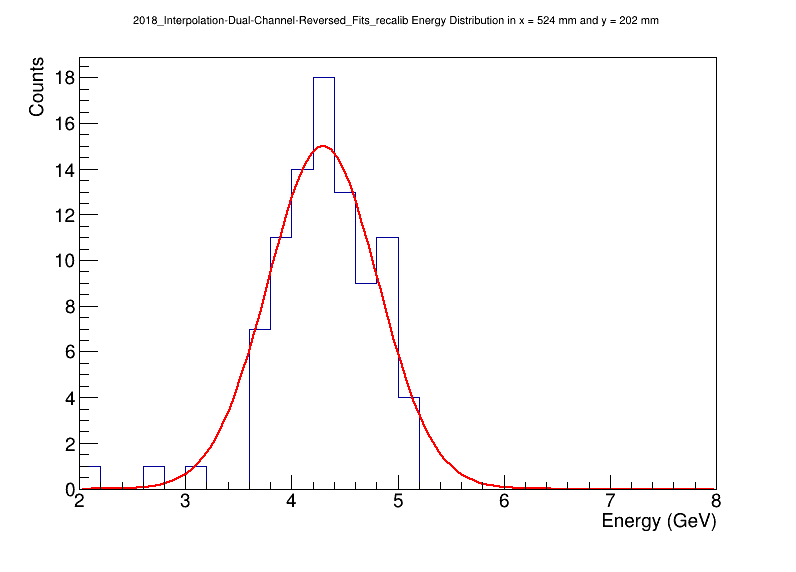 2018_Interpolation-Dual-Channel-Reversed_Fits_recalib Energy Distribution in x = 524 mm and y = 202 mm
Counts
18
16
14
12
10
8
6
4
2
0
2 3 4 5 6 7 8
Energy (GeV)